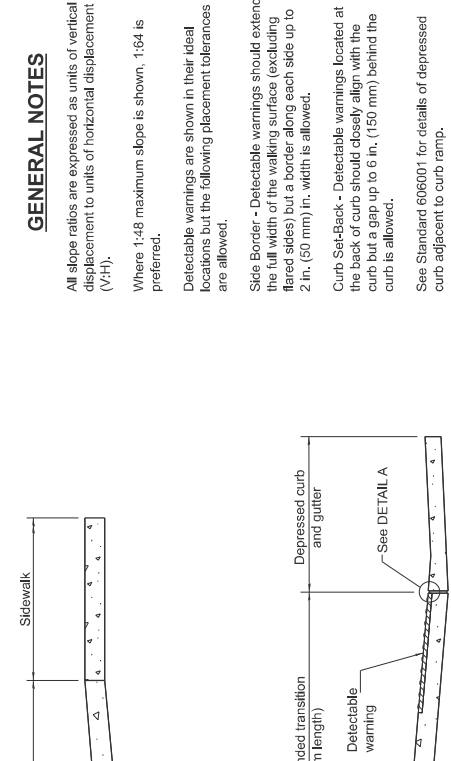 GENERAL NOTES
All slope ratios are expressed as units of vertical
displacement to units of horizontal displacement
(V:H).
Where 1:48 maximum slope is shown, 1:64 is
preferred.
Detectable warnings are shown in their ideal
locations but the following placement tolerances
are allowed.
Side Border - Detectable warnings should extend
the full width of the walking surface (excluding
flared sides) but a border along each side up to
2 in. (50 mm) in. width is allowed.
Curb Set-Back - Detectable warnings located at
the back of curb should closely align with the
curb but a gap up to 6 in. (150 mm) behind the
curb is allowed.
See Standard 606001 for details of depressed
curb adjacent to curb ramp.
Sidewalk
Depressed curb
and gutter
See DETAIL A
transition
length)
Detectable
warning